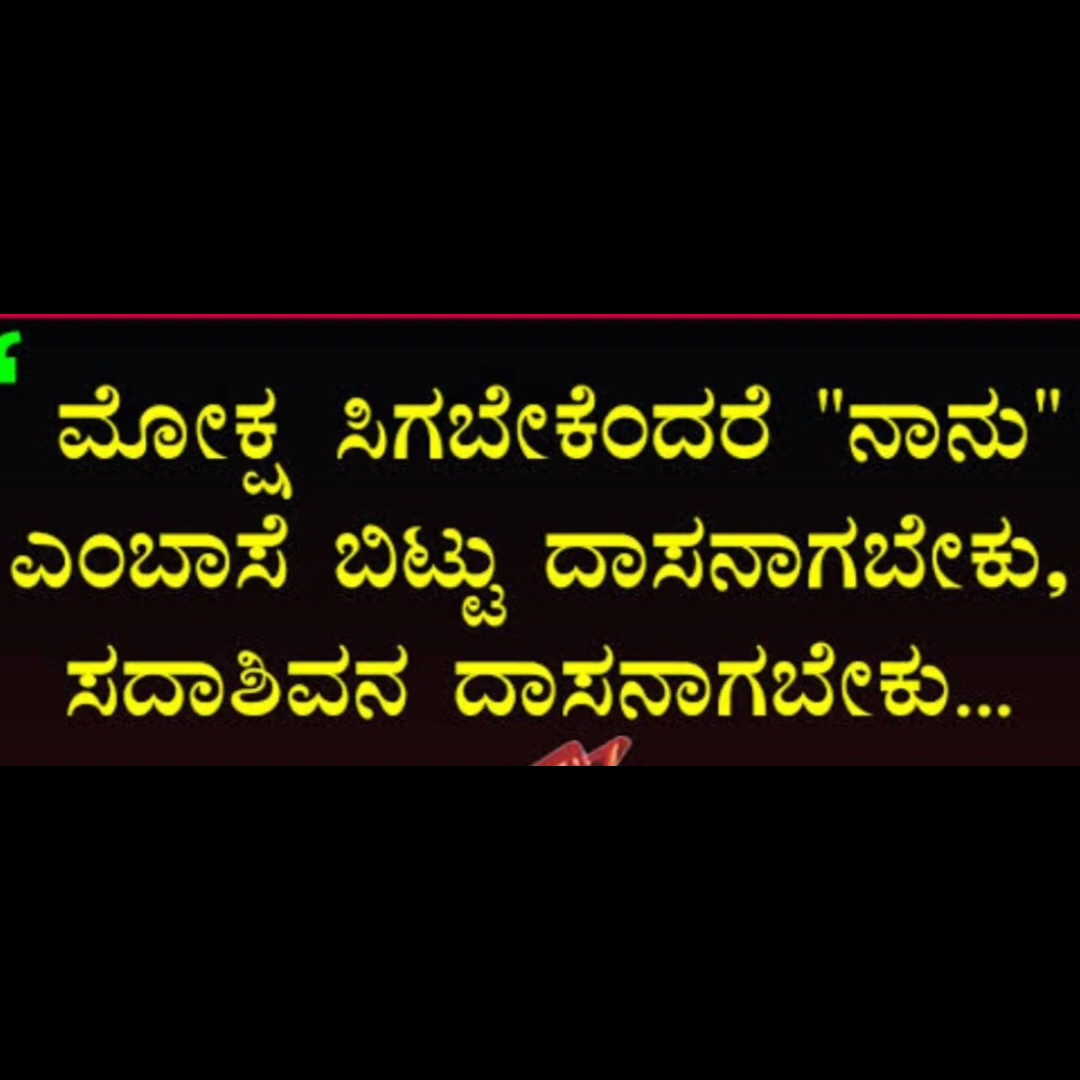 ‘
ಮೋಕ್ಷ ಸಿಗಬೇಕೆಂದರೆ "ನಾನು"
ಎಂಬಾಸೆ ಬಿಟ್ಟು ದಾಸನಾಗಬೇಕು,
ಸದಾಶಿವನ ದಾಸನಾಗಬೇಕು...